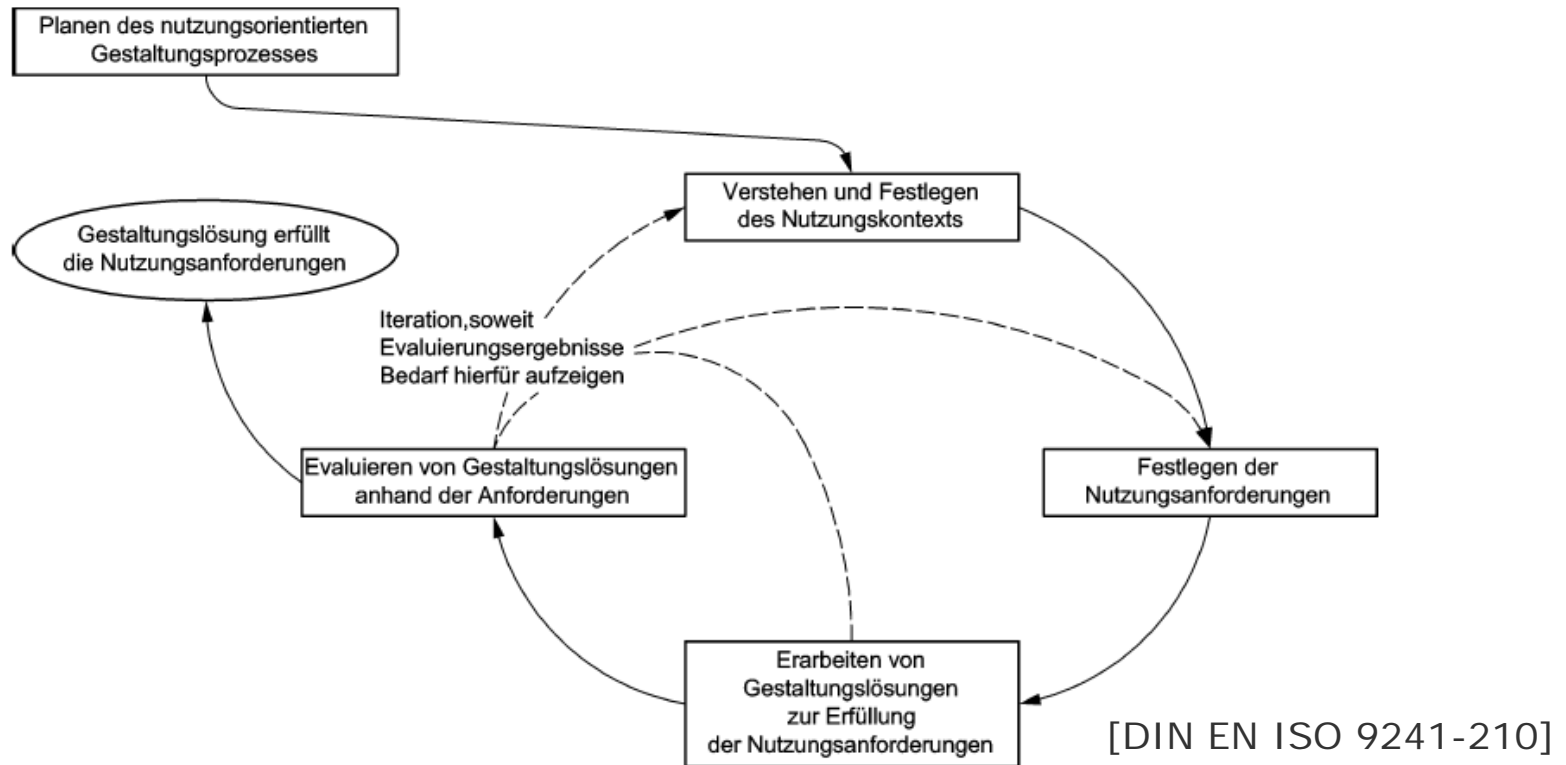 Planen des nutzungsorientierten
Gestaltungsprozesses
Verstehen und Festlegen
des Nutzungskontexts
Gestaltungslösung erfüllt
die Nutzungsanforderungen
Iteration,soweit
Evaluierungsergebnisse
Bedarf hierfür aufzeigen
Evaluieren von Gestaltungslösungen
anhand der Anforderungen
Festlegen der
Nutzungsanforderungen
Erarbeiten von
Gestaltungslösungen
zur Erfüllung
der Nutzungsanforderungen
[DIN EN ISO 9241-210]